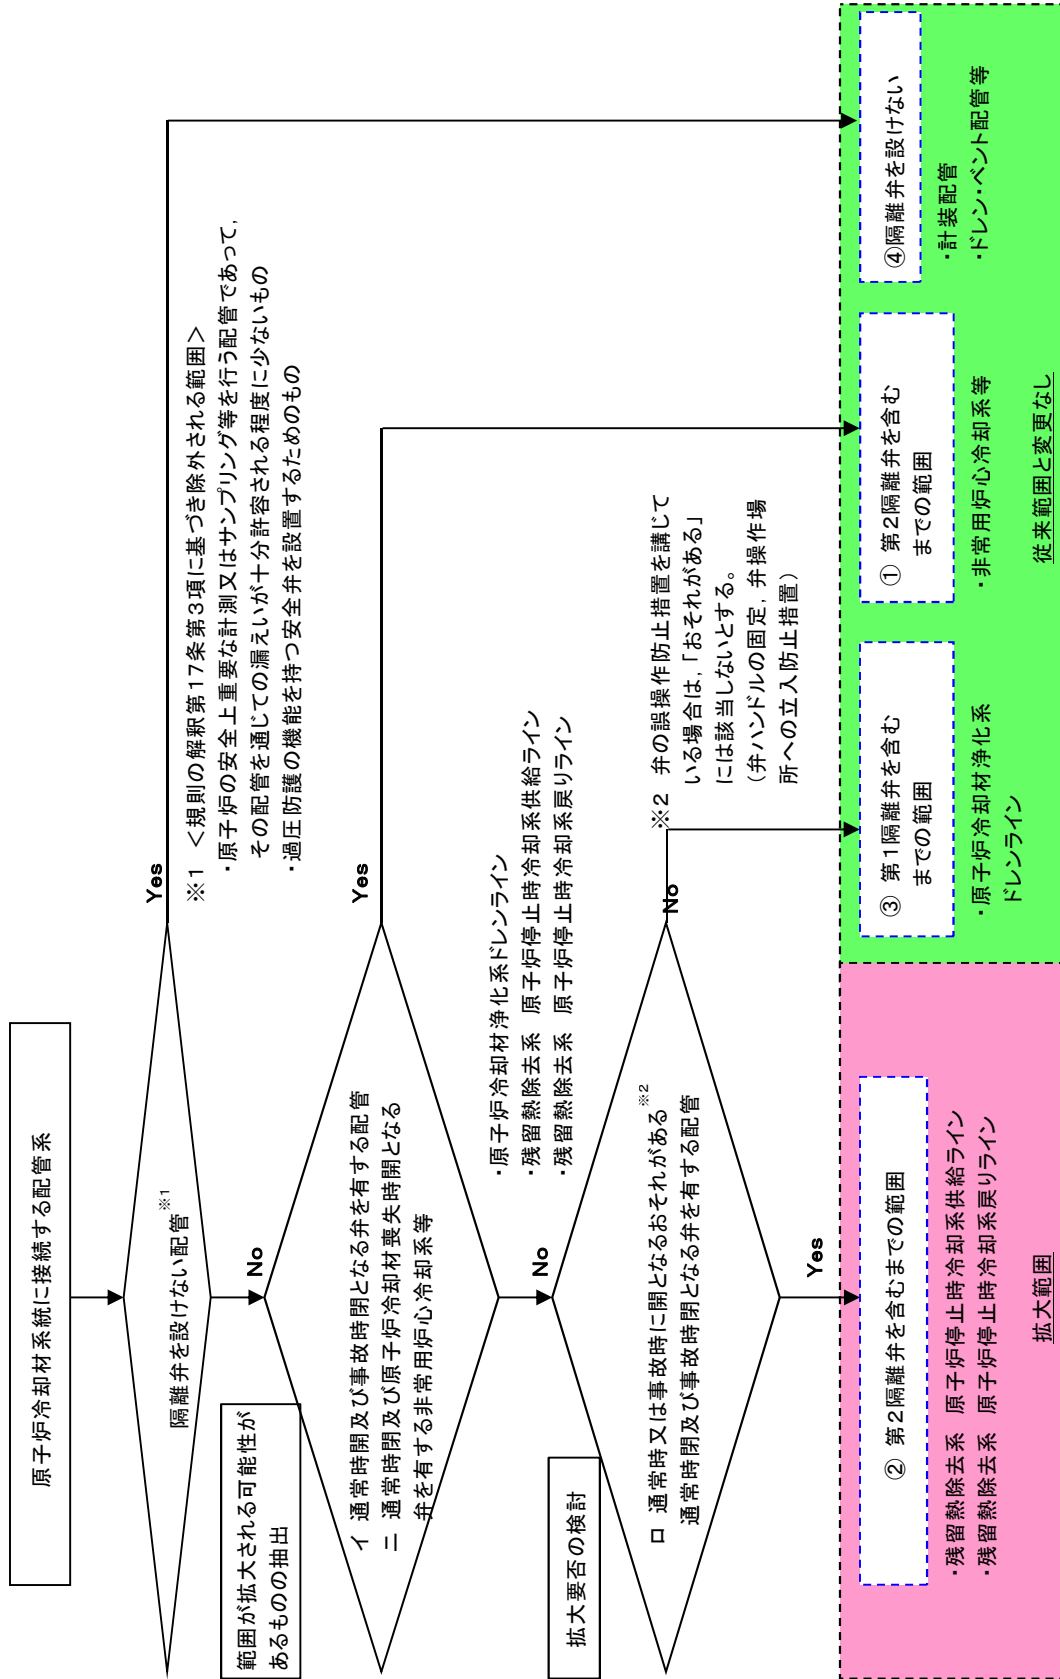 原子炉冷却材系統に接続する配管系
隔離弁を設けない配管※1
Yes
※1 <規則の解釈第17条第3項に基づき除外される範囲>
・原子炉の安全上重要な計測又はサンプリング等を行う配管であって，
その配管を通じての漏えいが十分許容される程度に少ないもの
・過圧防護の機能を持つ安全弁を設置するためのもの
No
範囲が拡大される可能性が
あるものの抽出
イ 通常時開及び事故時閉となる弁を有する配管
ニ 通常時閉及び原子炉冷却材喪失時開となる
弁を有する非常用炉心冷却系等
Yes
・原子炉冷却材浄化系ドレンライン
・残留熱除去系 原子炉停止時冷却系供給ライン
・残留熱除去系 原子炉停止時冷却系戻りライン
No
拡大要否の検討
ロ 通常時又は事故時に開となるおそれがある※2
通常時閉及び事故時閉となる弁を有する配管
No
※2 弁の誤操作防止措置を講じて
いる場合は，「おそれがある」
には該当しないとする。
（弁ハンドルの固定，弁操作場
所への立入防止措置）
Yes
② 第2隔離弁を含むまでの範囲
・残留熱除去系 原子炉停止時冷却系供給ライン
・残留熱除去系 原子炉停止時冷却系戻りライン
拡大範囲
③ 第1隔離弁を含む
までの範囲
・原子炉冷却材浄化系
ドレンライン
① 第2隔離弁を含む
までの範囲
・非常用炉心冷却系等
④隔離弁を設けない
・計装配管
・ドレン・ベント配管等
従来範囲と変更なし